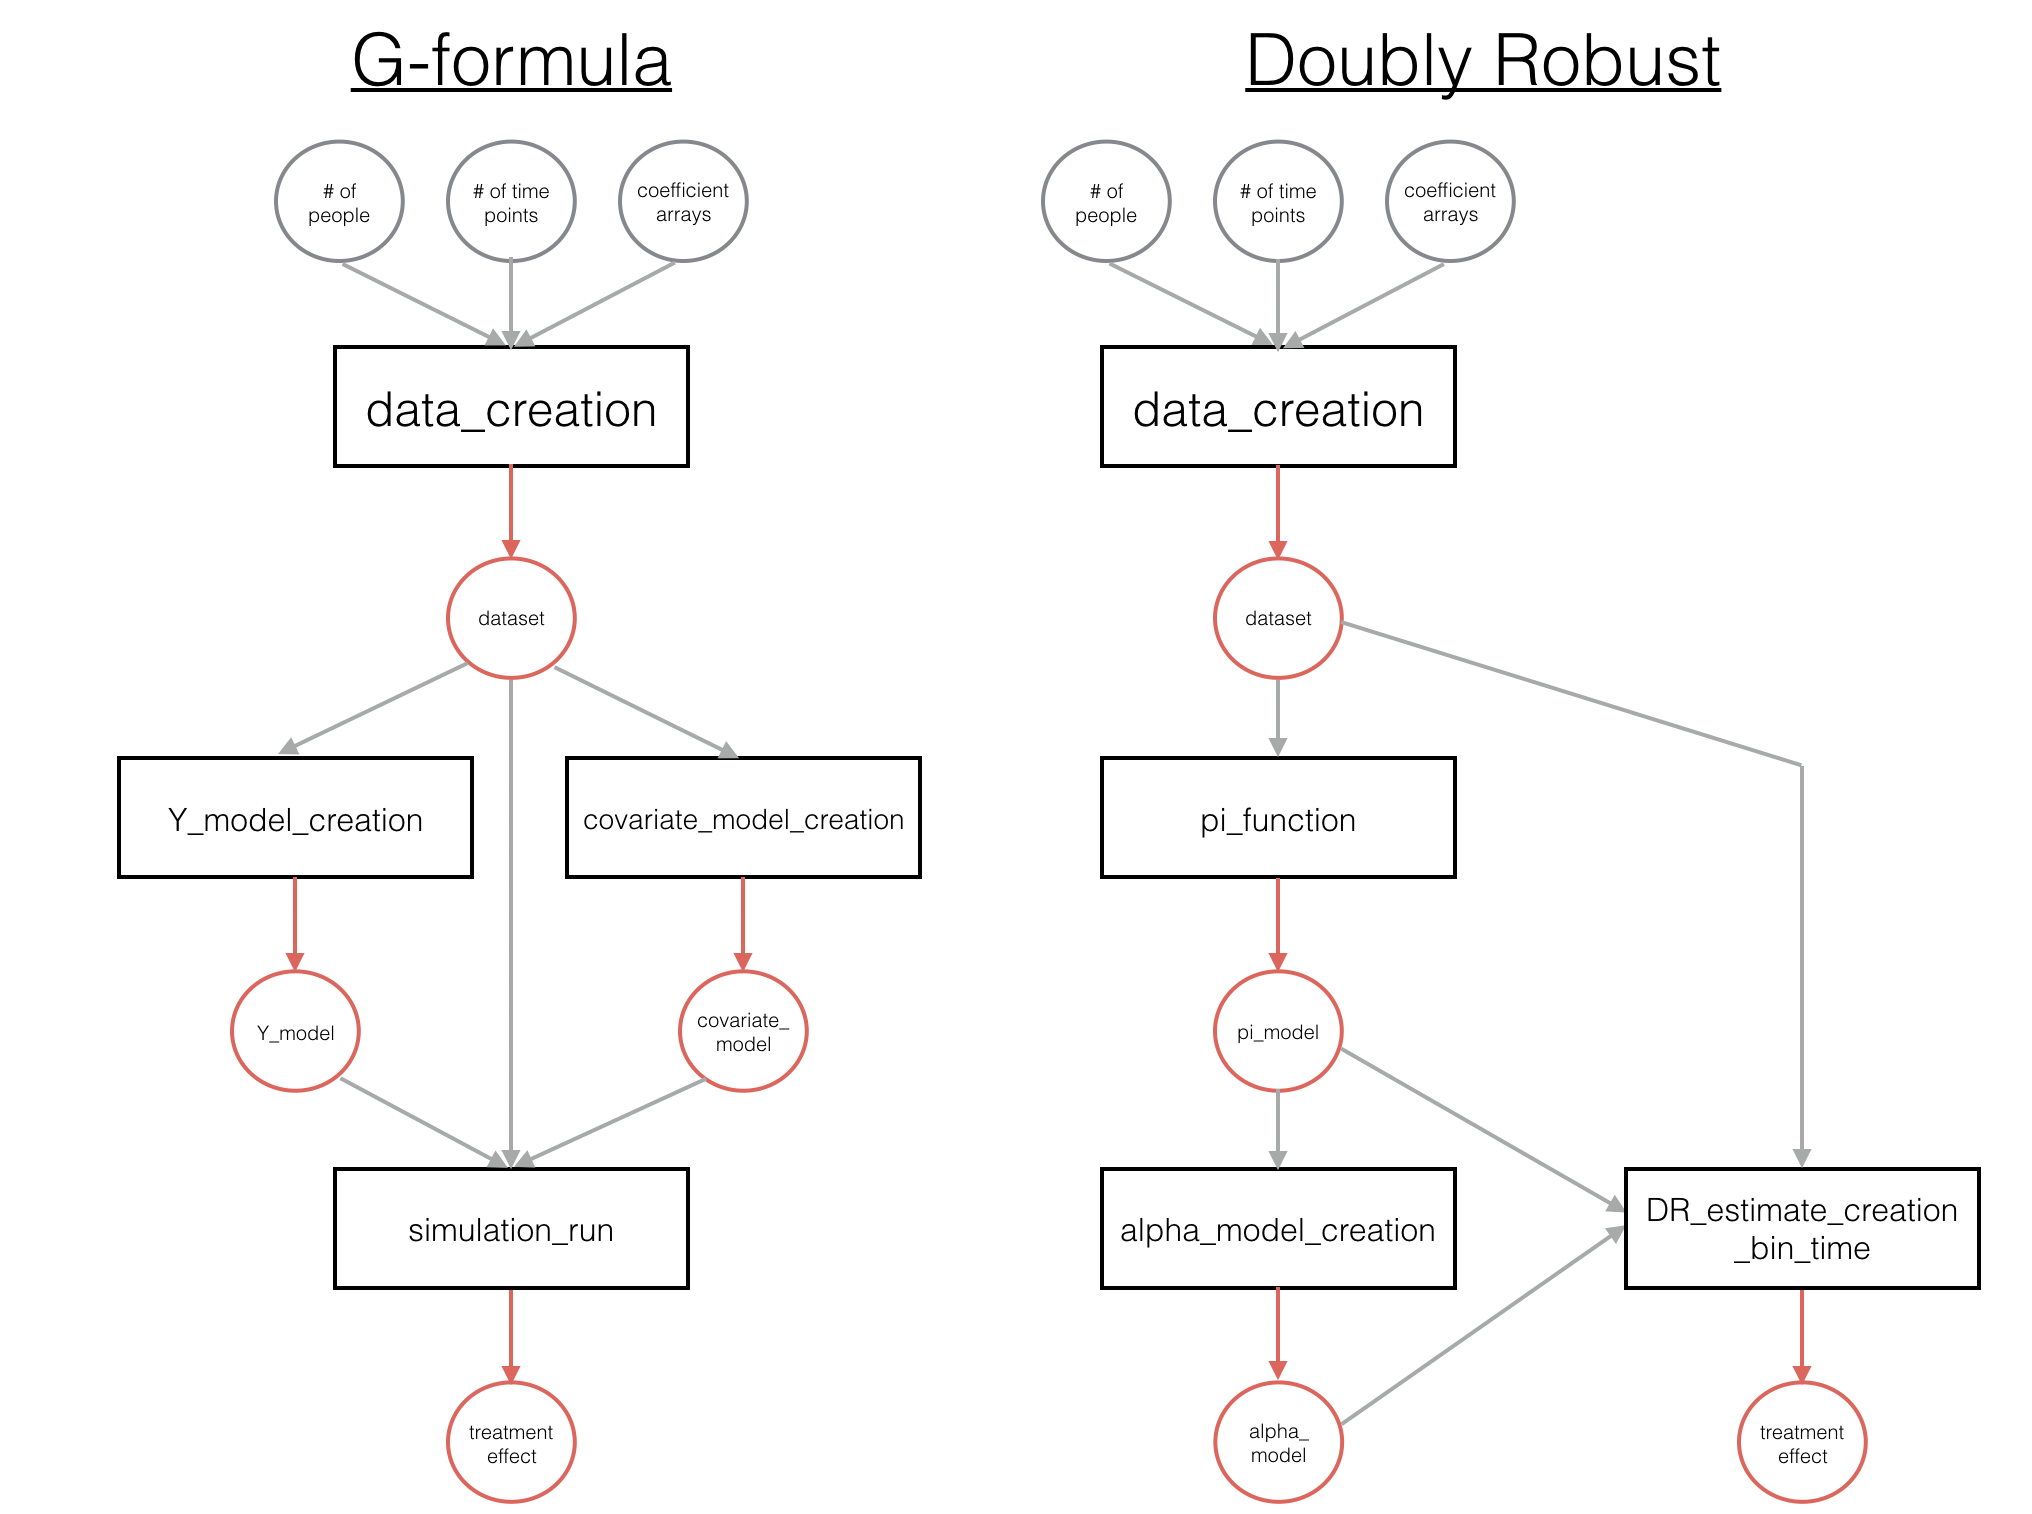 G-formula
# of
people
# of time
points
coefficient
arrays
data_creation
dataset
Y_model_creation
covariate_model_creation
Y_model
covariate_
model
simulation_run
treatment
effect
Doubly Robust
# of
people
# of time
points
coefficient
arrays
data_creation
dataset
pi_function
pi_model
alpha_model_creation
DR_estimate_creation
_bin_time
alpha_
model
treatment
effect